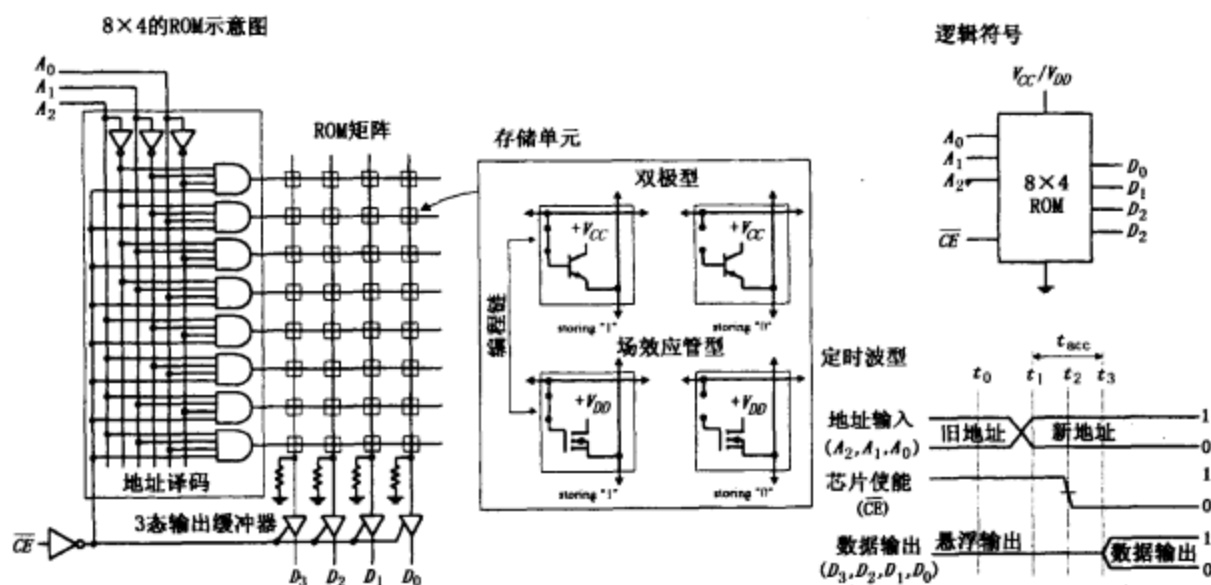 8×4的ROM示意图
A0
A1
A2
ROM矩阵
地址译码
3态输出缓冲器
CE
D3 D2 D1 D0
存储单元
双极型
+VCC
+VCC
storing "1"
storing "0"
编程链
场效应管型
+VDD
+VDD
storing "1"
storing "0"
逻辑符号
VCC/VDD
A0
A1
A2
CE
8×4
ROM
D0
D1
D2
D2
定时波型
tacc
t0 t1 t2 t3
地址输入
(A2,A1,A0)
旧地址
新地址
1
0
芯片使能
(CE)
1
0
数据输出
(D3,D2,D1,D0)
悬浮输出
数据输出
1
0